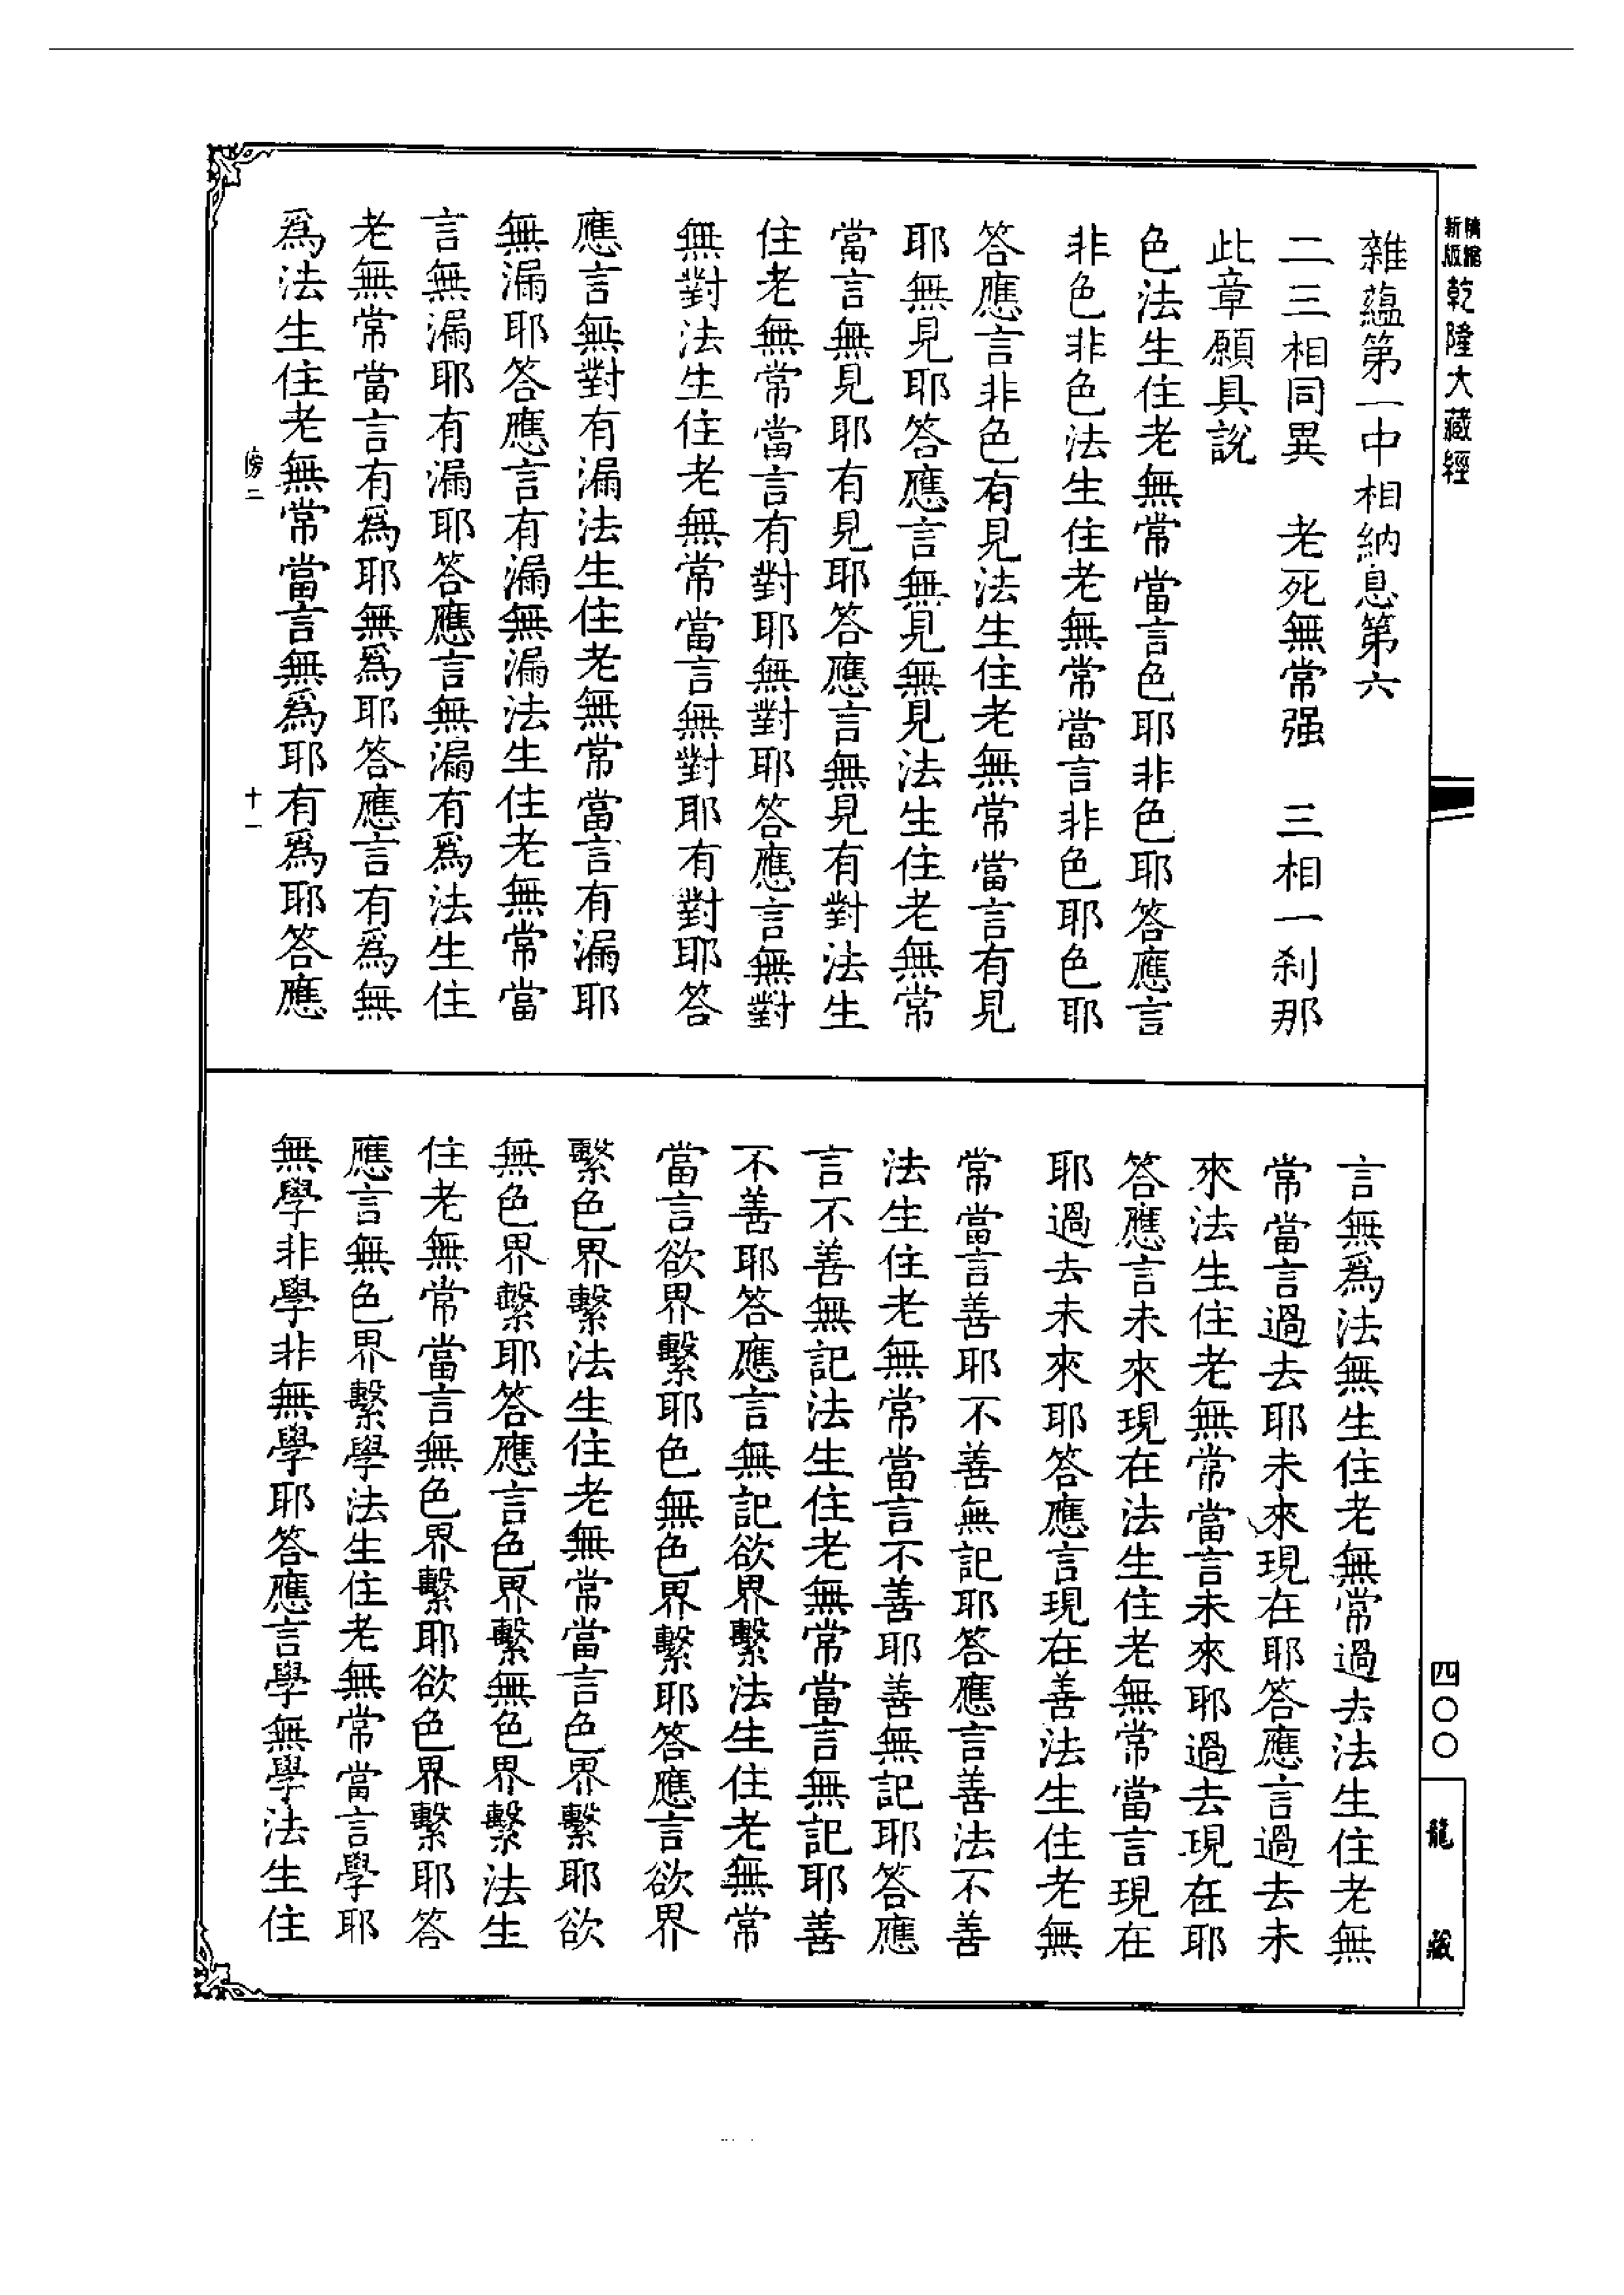 新版
精縮
乾隆大藏經
雜蘊第一中相納息第六
二三相同異　老死無常强　三相一刹那
此章願具說
色法生住老無常當言色耶非色耶答應言
非色非色法生住老無常當言非色耶色耶
答應言非色有見法生住老無常當言有見
耶無見耶答應言無見無見法生住老無常
當言無見耶有見耶答應言無見有對法生
住老無常當言有對耶無對耶答應言無對
無對法生住老無常當言無對耶有對耶答
應言無對有漏法生住老無常當言有漏耶
無漏耶答應言有漏無漏法生住老無常當
言無漏耶有漏耶答應言無漏有爲法生住
老無常當言有爲耶無爲耶答應言有爲無
爲法生住老無常當言無爲耶有爲耶答應
傍二
十一
言無爲法無生住老無常過去法生住老無
常當言過去耶未來現在耶答應言過去未
來法生住老無常當言未來耶過去現在耶
答應言未來現在法生住老無常當言現在
耶過去未來耶答應言現在善法生住老無
常當言善耶不善無記耶答應言善法不善
法生住老無常當言不善耶善無記耶答應
言不善無記法生住老無常當言無記耶善
不善耶答應言無記欲界繫法生住老無常
當言欲界繫耶色無色界繫耶答應言欲界
繫色界繫法生住老無常當言色界繫耶欲
無色界繫耶答應言色界繫無色界繫法生
住老無常當言無色界繫耶欲色界繫耶答
應言無色界繫學法生住老無常當言學耶
無學非學非無學耶答應言學無學法生住
四〇〇
龍藏